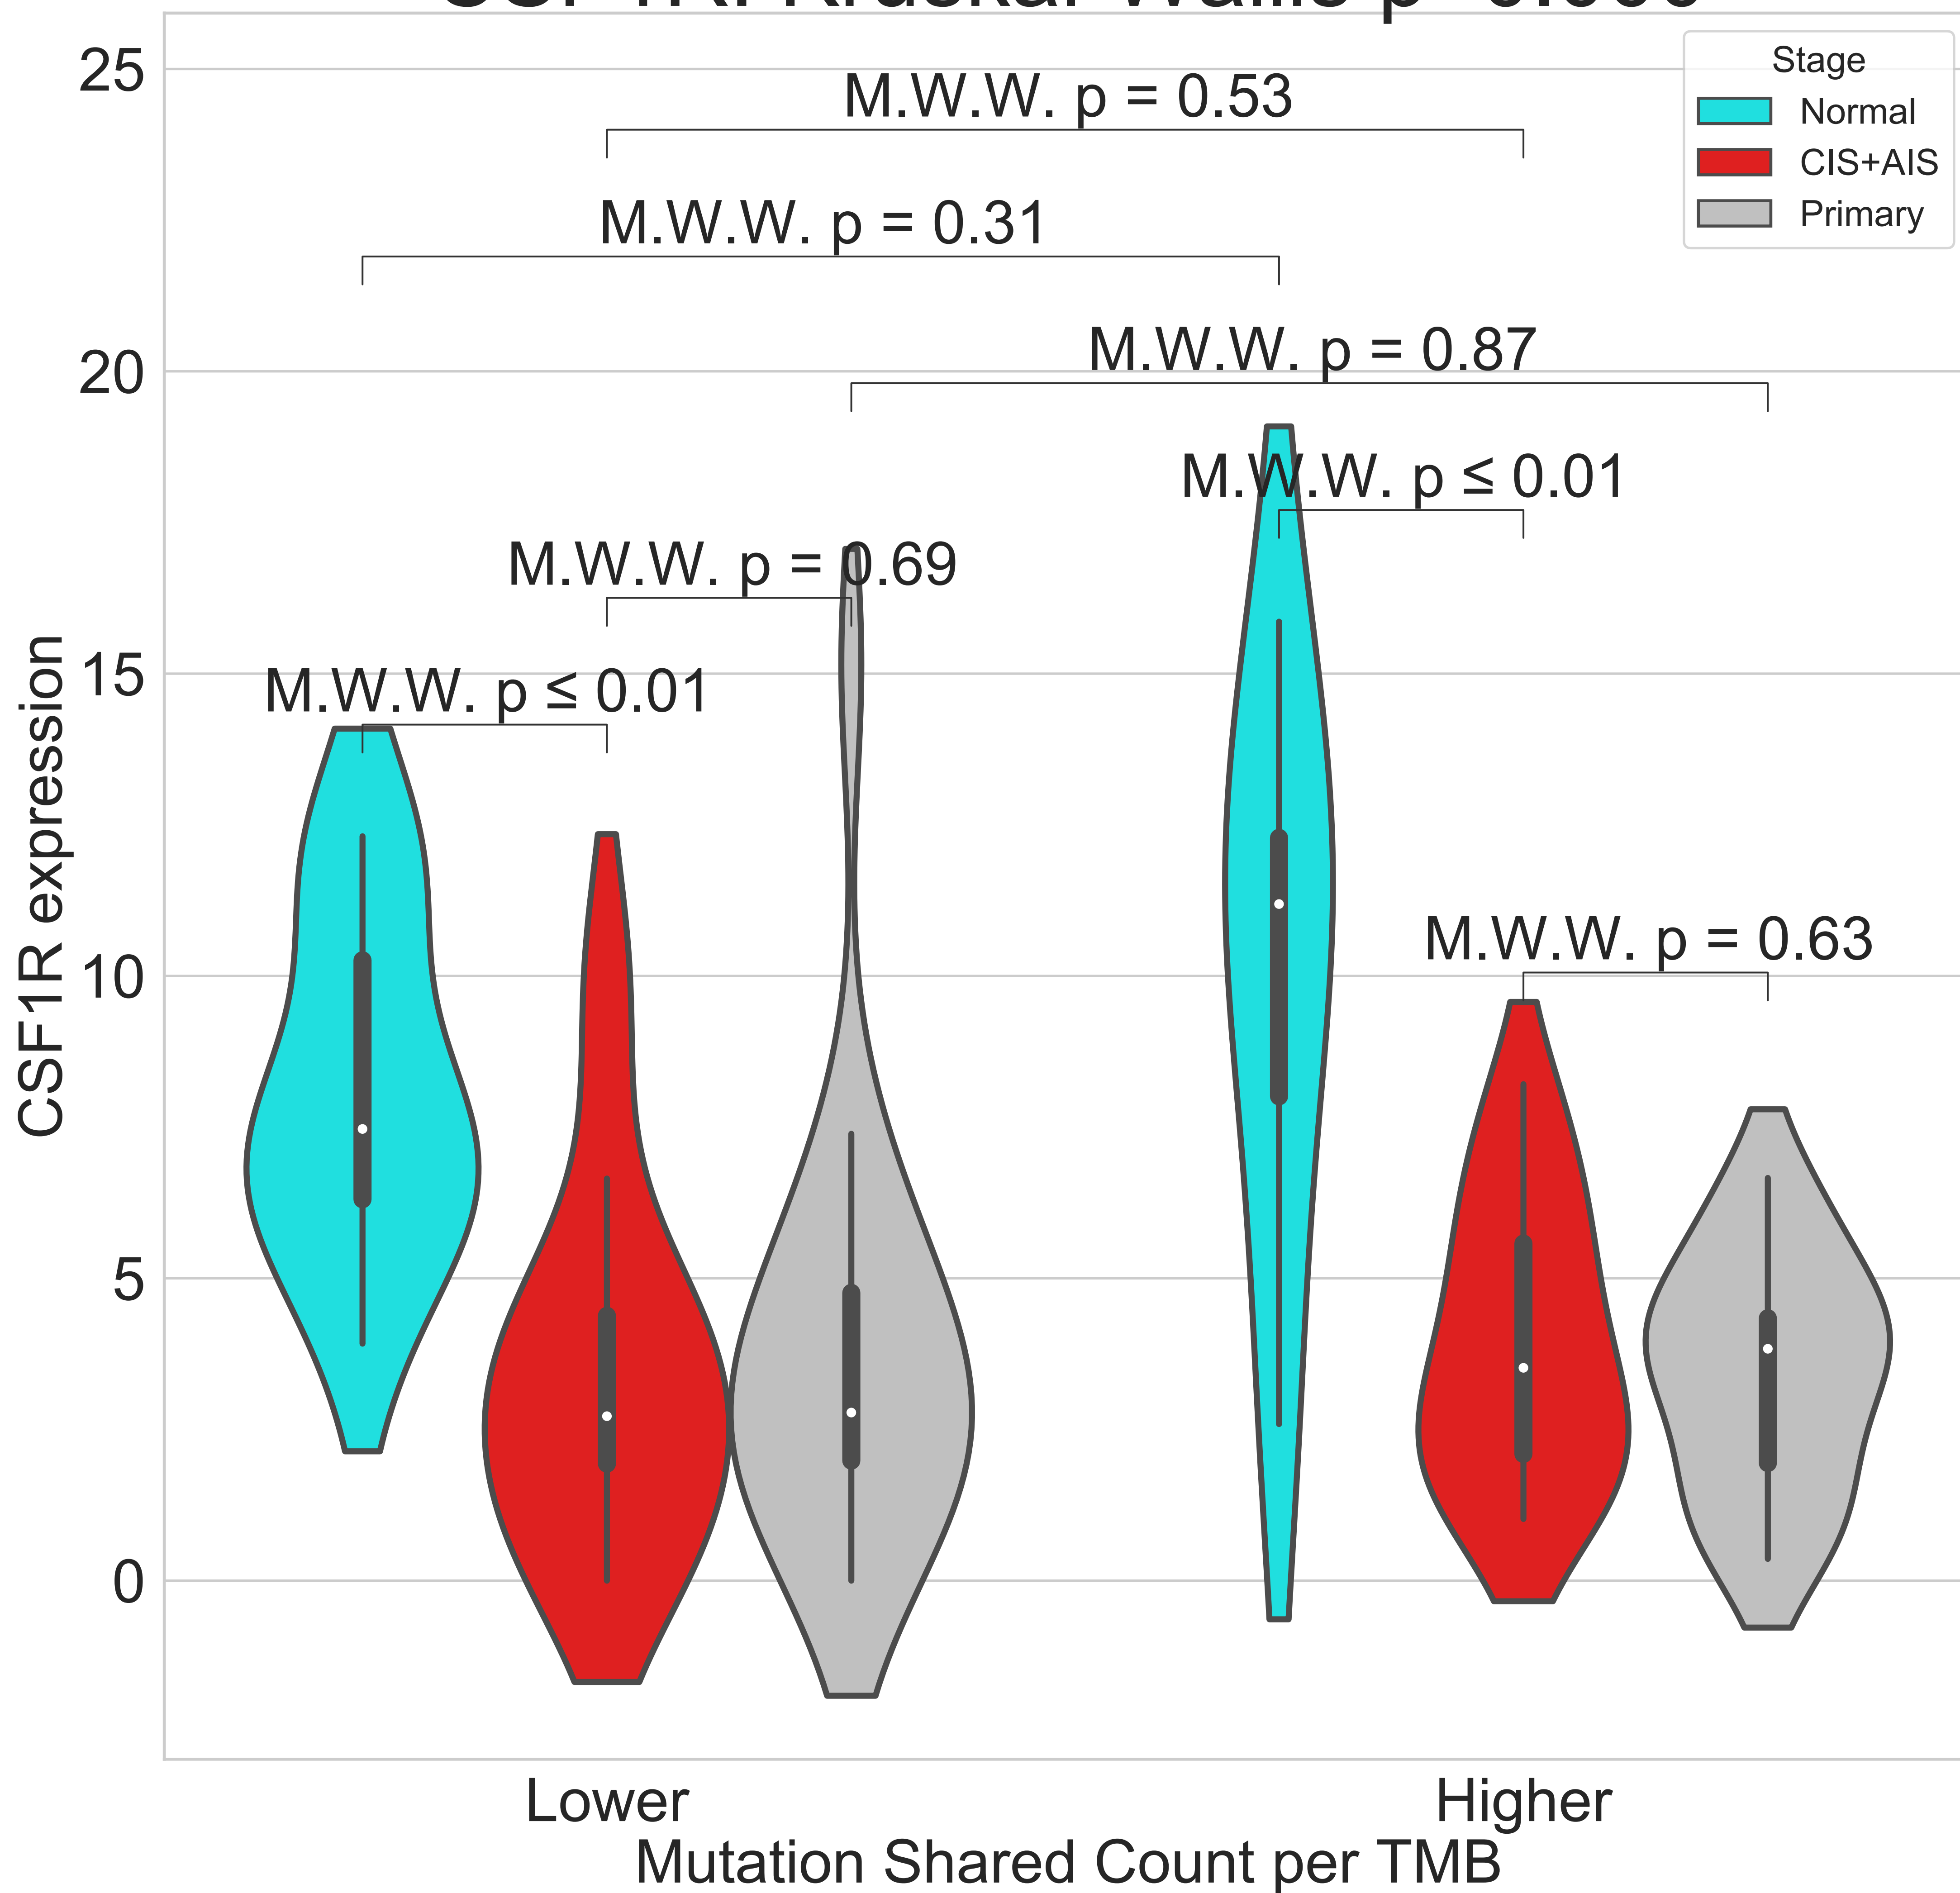 25
M.W.W. p = 0.53
Stage
Normal
CIS+AIS
Primary
M.W.W. p = 0.31
20
M.W.W. p = 0.87
M.W.W. p ≤ 0.01
M.W.W. p = 0.69
15
M.W.W. p ≤ 0.01
CSF1R expression
10
M.W.W. p = 0.63
5
0
Lower
Higher
Mutation Shared Count per TMB